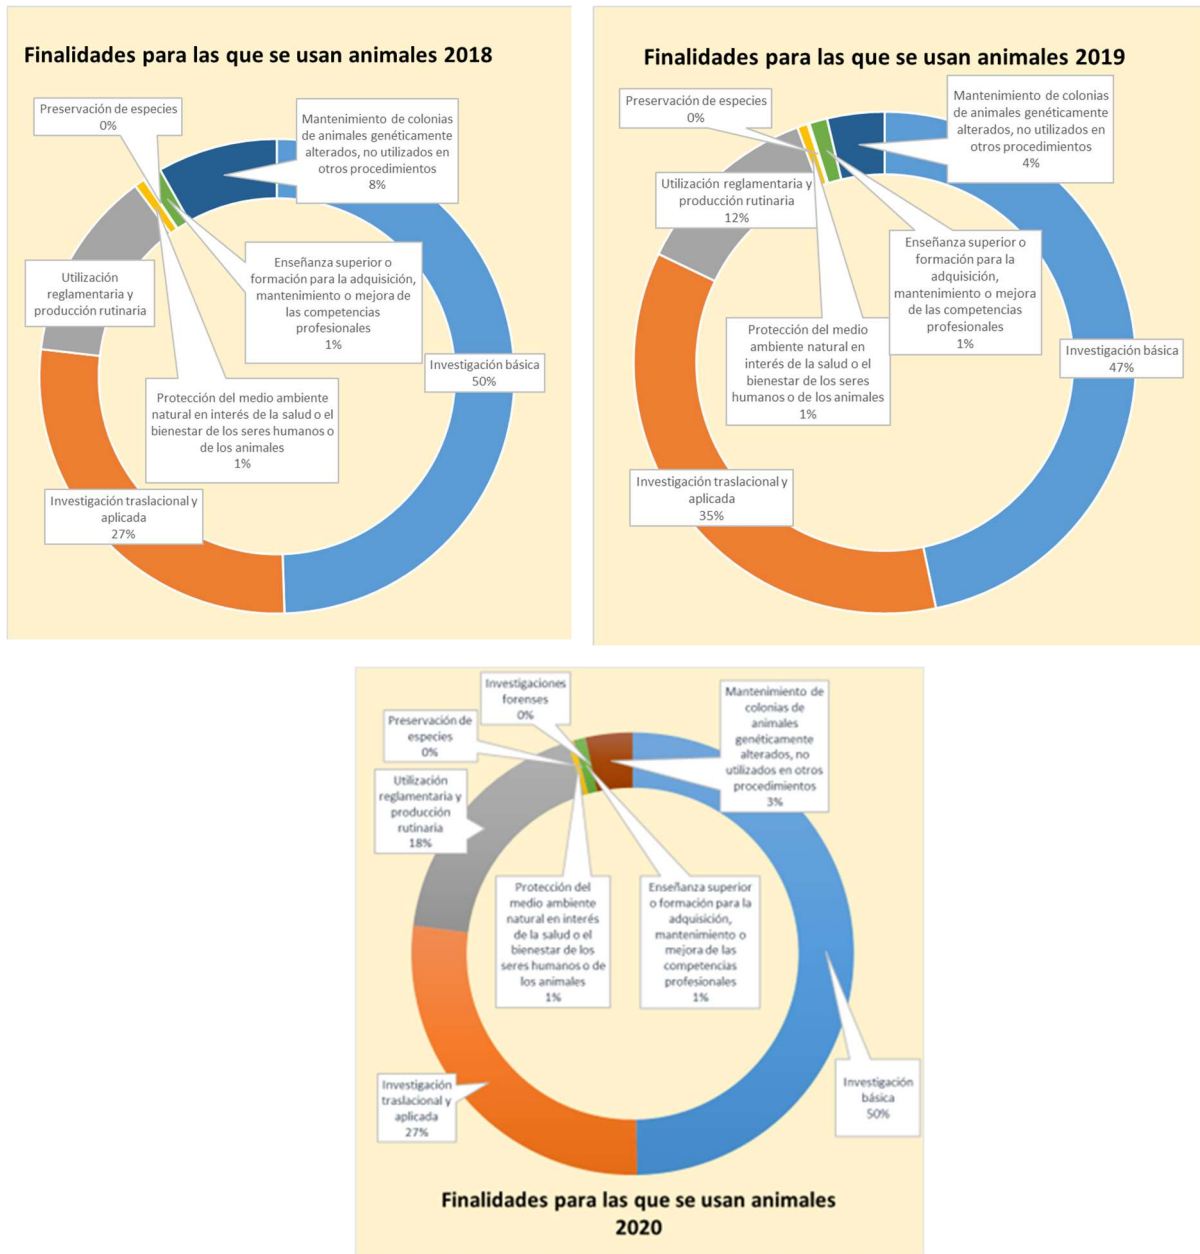 Finalidades para las que se usan animales 2018
Preservación de especies
0%
Mantenimiento de colonias
de animales genéticamente
alterados, no utilizados en
otros procedimientos
8%
Utilización
reglamentaria y
producción rutinaria
Enseñanza superior o
formación para la adquisición,
mantenimiento o mejora de
las competencias
profesionales
1%
Investigación básica
50%
Protección del medio ambiente
natural en interés de la salud o el
bienestar de los seres humanos o
de los animales
1%
Investigación traslacional y
aplicada
27%
Finalidades para las que se usan animales 2019
Preservación de especies
0%
Mantenimiento de colonias
de animales genéticamente
alterados, no utilizados en
otros procedimientos
4%
Utilización reglamentaria y
producción rutinaria
12%
Enseñanza superior o
formación para la
adquisición,
mantenimiento o mejora
de las competencias
profesionales
1%
Protección del medio
ambiente natural en
interés de la salud o el
bienestar de los seres
humanos o de los animales
1%
Investigación básica
47%
Investigación traslacional y
aplicada
35%
Investigaciones
forenses
0%
Mantenimiento de
colonias de
animales
genéticamente
alterados, no
utilizados en otros
procedimientos
3%
Preservación de
especies
0%
Utilización
reglamentaria y
producción
rutinaria
18%
Protección del
medio ambiente
natural en interés
de la salud o el
bienestar de los
seres humanos o de
los animales
1%
Enseñanza superior
o formación para la
adquisición,
mantenimiento o
mejora de las
competencias
profesionales
1%
Investigación
básica
50%
Investigación
traslacional y
aplicada
27%
Finalidades para las que se usan animales
2020